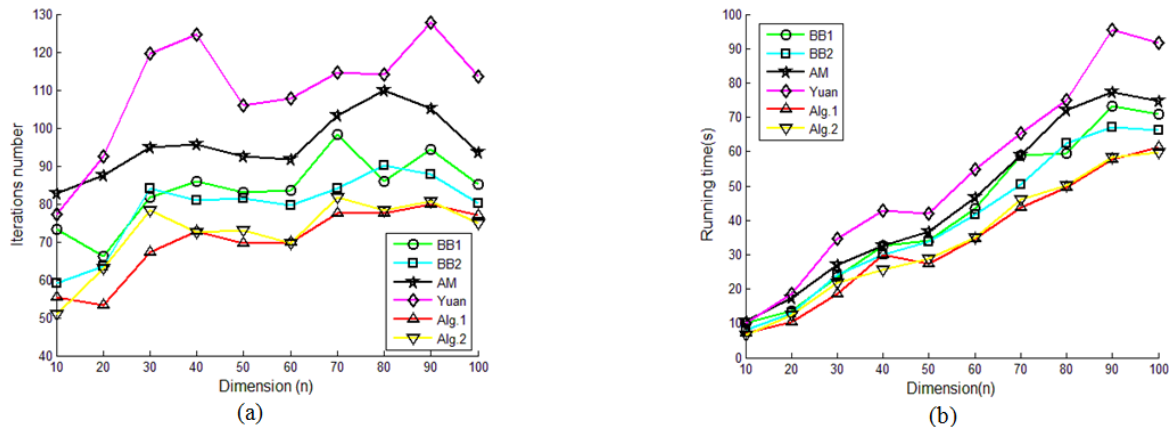 130
120
110
100
90
80
70
60
50
40
Iterations number
10 20 30 40 50 60 70 80 90 100
Dimension (n)
BB1
BB2
AM
Yuan
Alg.1
Alg.2
(a)
100
90
80
70
60
50
40
30
20
10
0
Running time(s)
10 20 30 40 50 60 70 80 90 100
Dimension(n)
BB1
BB2
AM
Yuan
Alg.1
Alg.2
(b)